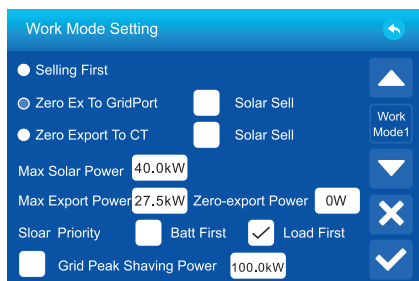 Work Mode Setting
Selling First
Zero Ex To GridPort Solar Sell
Work
Mode1
Zero Export To CT Solar Sell
Max Solar Power 40.0kW
Max Export Power 27.5kW Zero-export Power 0W
Sloar Priority Batt First Load First
Grid Peak Shaving Power 100.0kW